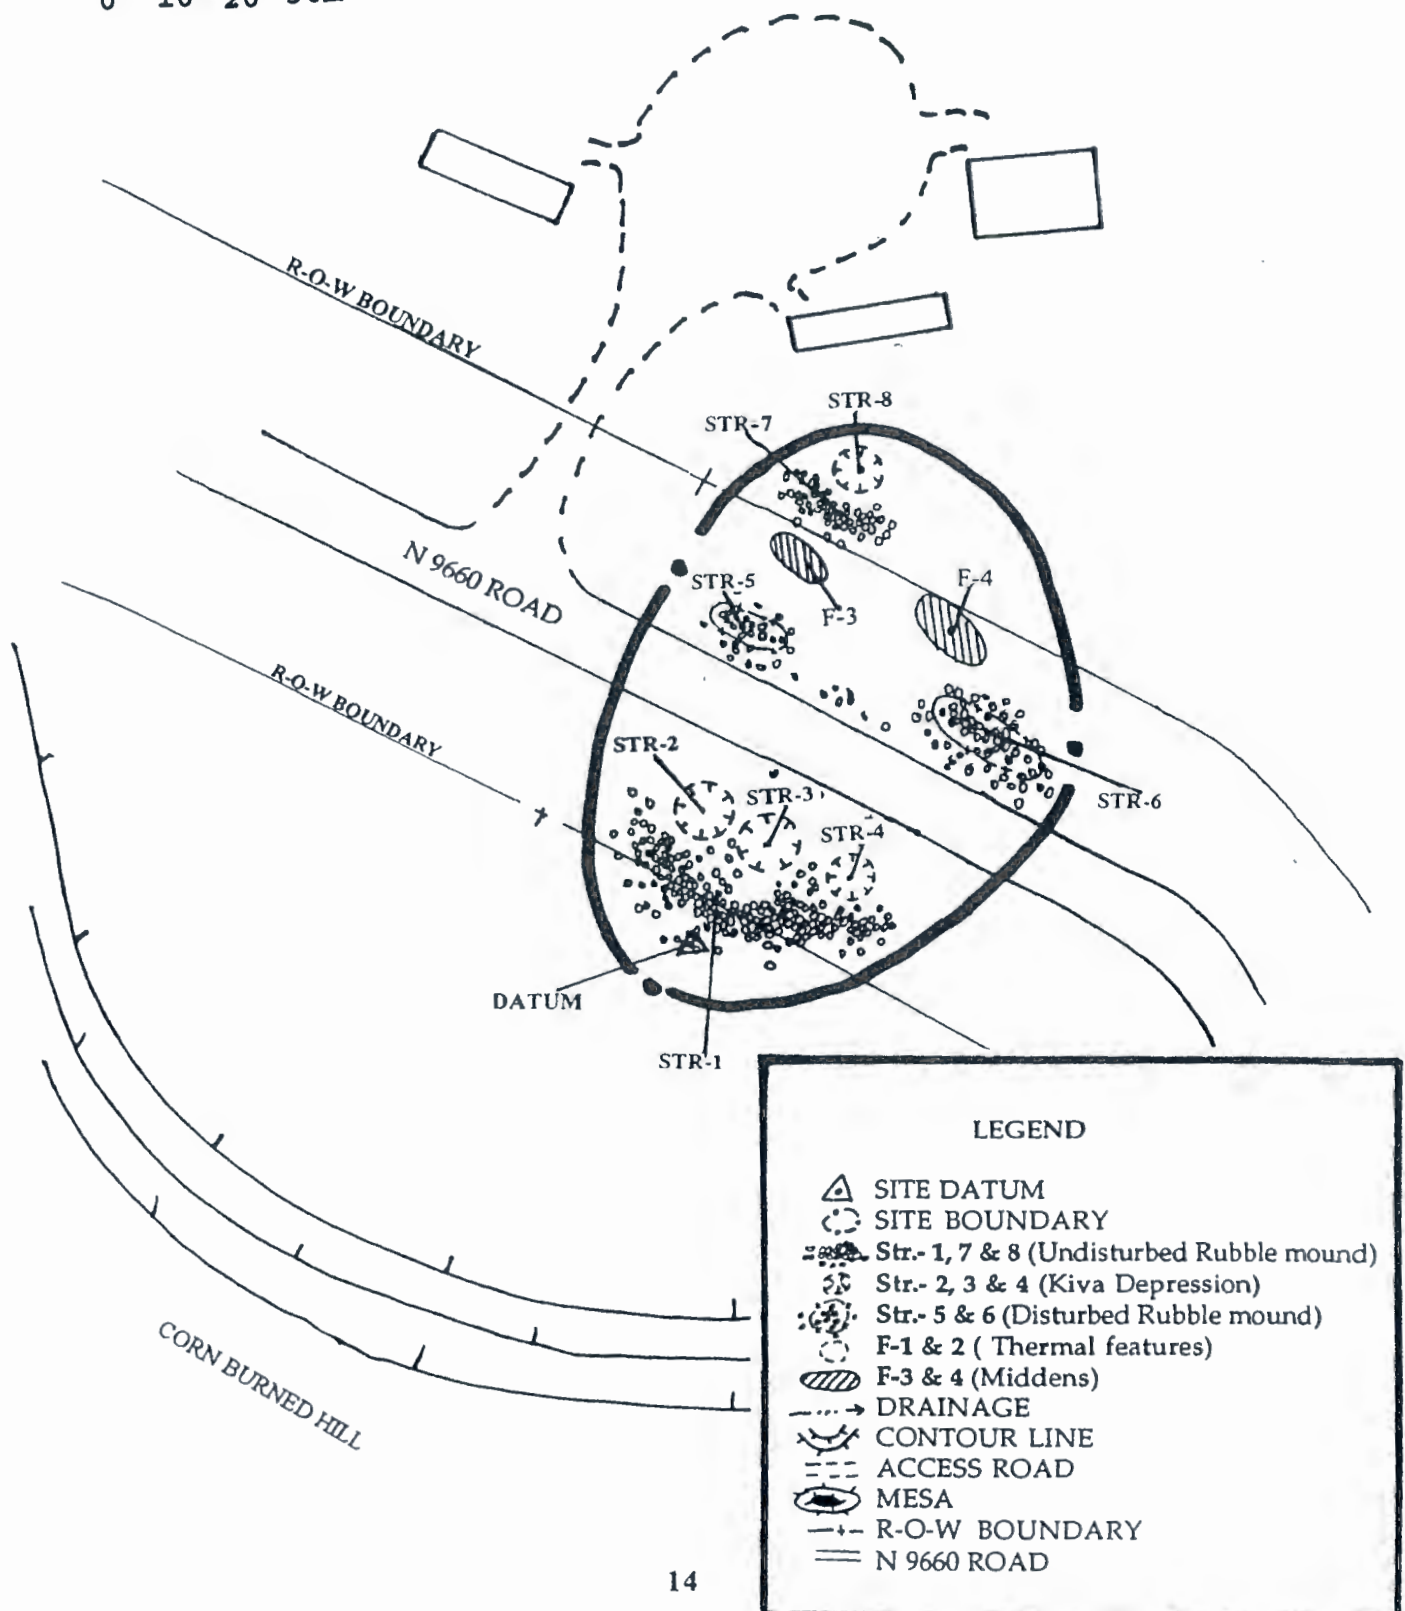 0 10 20
R-O-W BOUNDARY
STR-8
STR-7
N 9660 ROAD
STR-5
F-3
F-4
R-O-W BOUNDARY
STR-2
STR-3
STR-4
STR-6
DATUM
STR-1
CORN BURNED HILL
LEGEND
SITE DATUM
SITE BOUNDARY
Str.- 1, 7 & 8 (Undisturbed Rubble mound)
Str.- 2, 3 & 4 (Kiva Depression)
Str.- 5 & 6 (Disturbed Rubble mound)
F-1 & 2 ( Thermal features)
F-3 & 4 (Middens)
DRAINAGE
CONTOUR LINE
ACCESS ROAD
MESA
R-O-W BOUNDARY
N 9660 ROAD
14